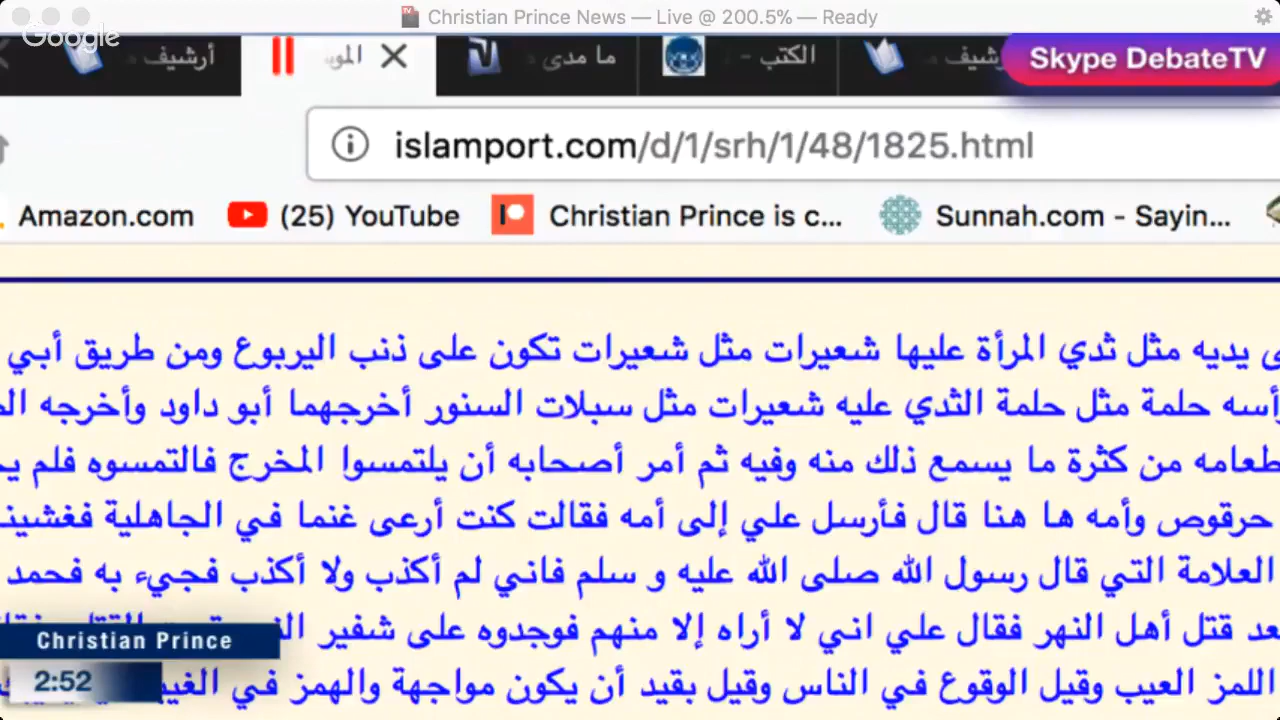 Christian Prince News — Live @ 200.5% — Ready
Google
أرشيف
الموي
ما مدى
الكتب -
شيف
Skype DebateTV
islamport.com/d/1/srh/1/48/1825.html
Amazon.com (25) YouTube Christian Prince is c... Sunnah.com - Sayin...
يديه مثل ثدي المرأة عليها شعيرات مثل شعيرات تكون على ذنب اليربوع ومن طريق أبي
رأسه حلمة مثل حلمة الثدي عليه شعيرات مثل سبلات السنور أخرجهما أبو داود وأخرجه
طعامه من كثرة ما يسمع ذلك منه وفيه ثم أمر أصحابه أن يلتمسوا المخرج فالتمسوه فلم
حرقوص وأمه ها هنا قال فأرسل علي إلى أمه فقالت كنت أرعى غنما في الجاهلية
العلامة التي قال رسول الله صلى الله عليه و سلم فاني لم أكذب ولا أكذب فجيء به فحمد
قتل أهل النهر فقال علي اني لا أراه إلا منهم فوجدوه على شفير
اللمز العيب وقيل الوقوع في الناس وقيل بقيد أن يكون مواجهة والهمز في
Christian Prince
2:52